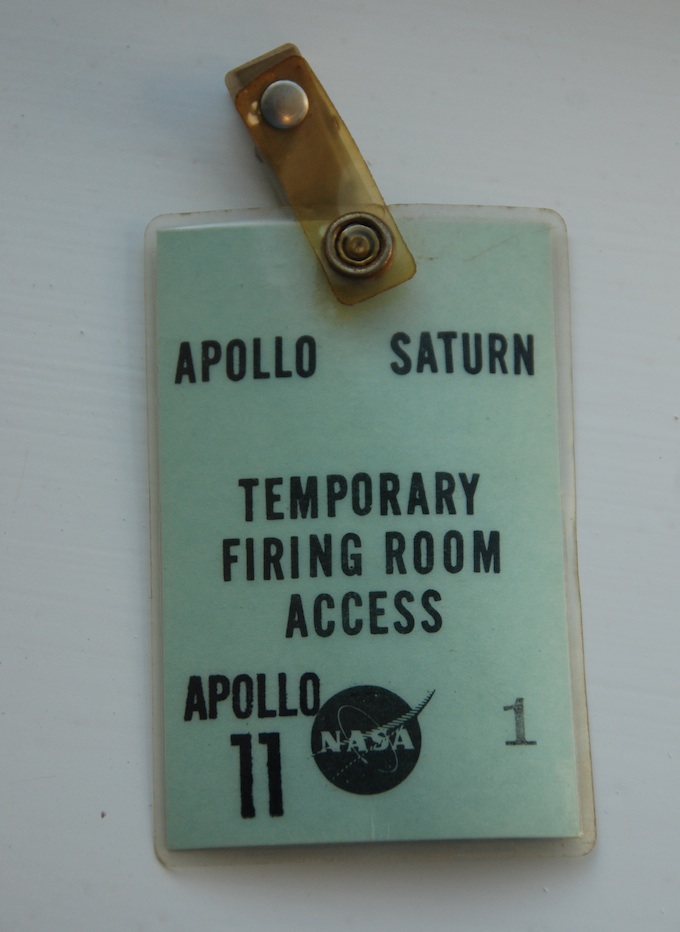 APOLLO SATURN
TEMPORARY
FIRING ROOM
ACCESS
APOLLO
11
NASA
1